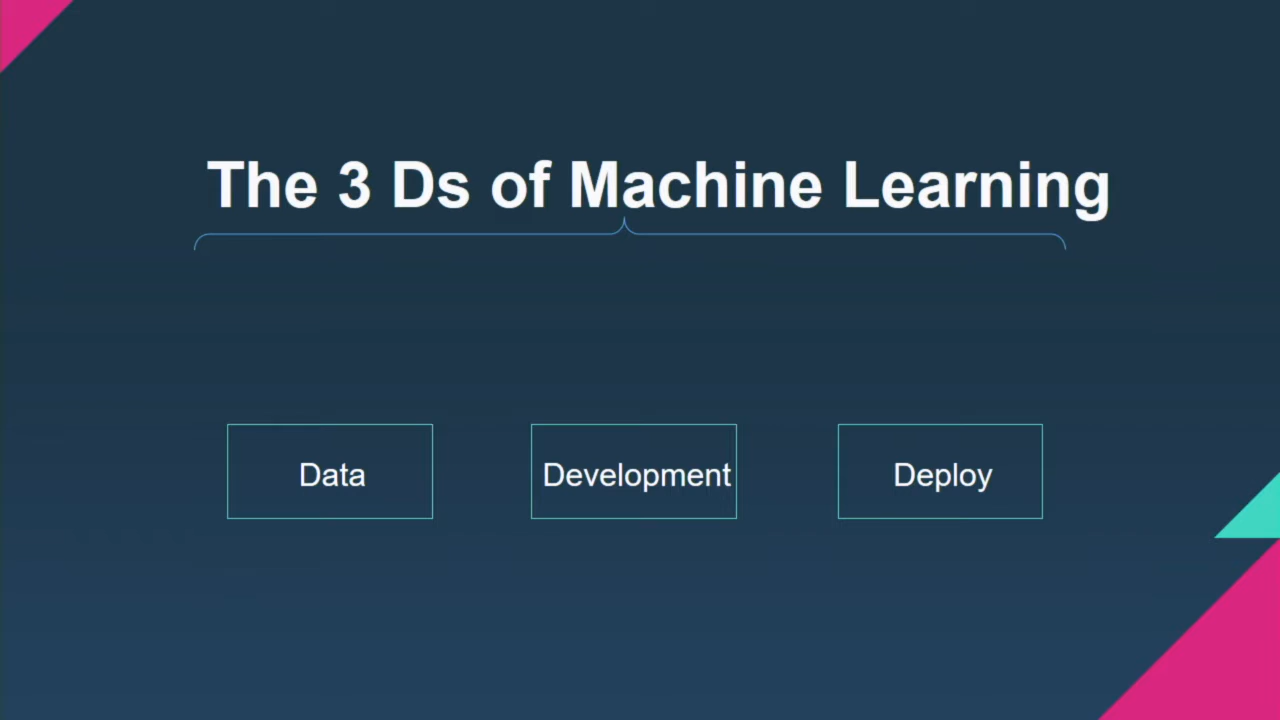 The 3 Ds of Machine Learning
Data
Development
Deploy